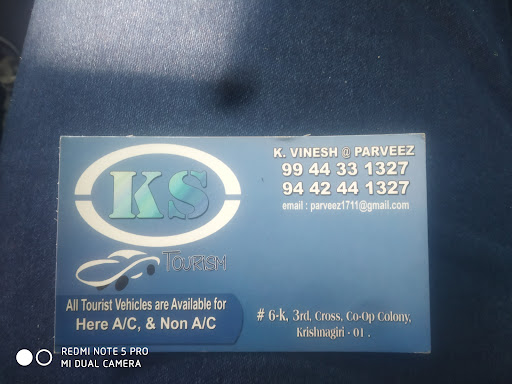 KS
TOURISM
All Tourist Vehicles are Available for
Here A/C, & Non A/C
K. VINESH @ PARVEEZ
99 44 33 1327
94 42 44 1327
email : parveez1711@gmail.com
# 6-k, 3rd, Cross, Co-Op Colony,
Krishnagiri - 01 .
REDMI NOTE 5 PRO
MI DUAL CAMERA